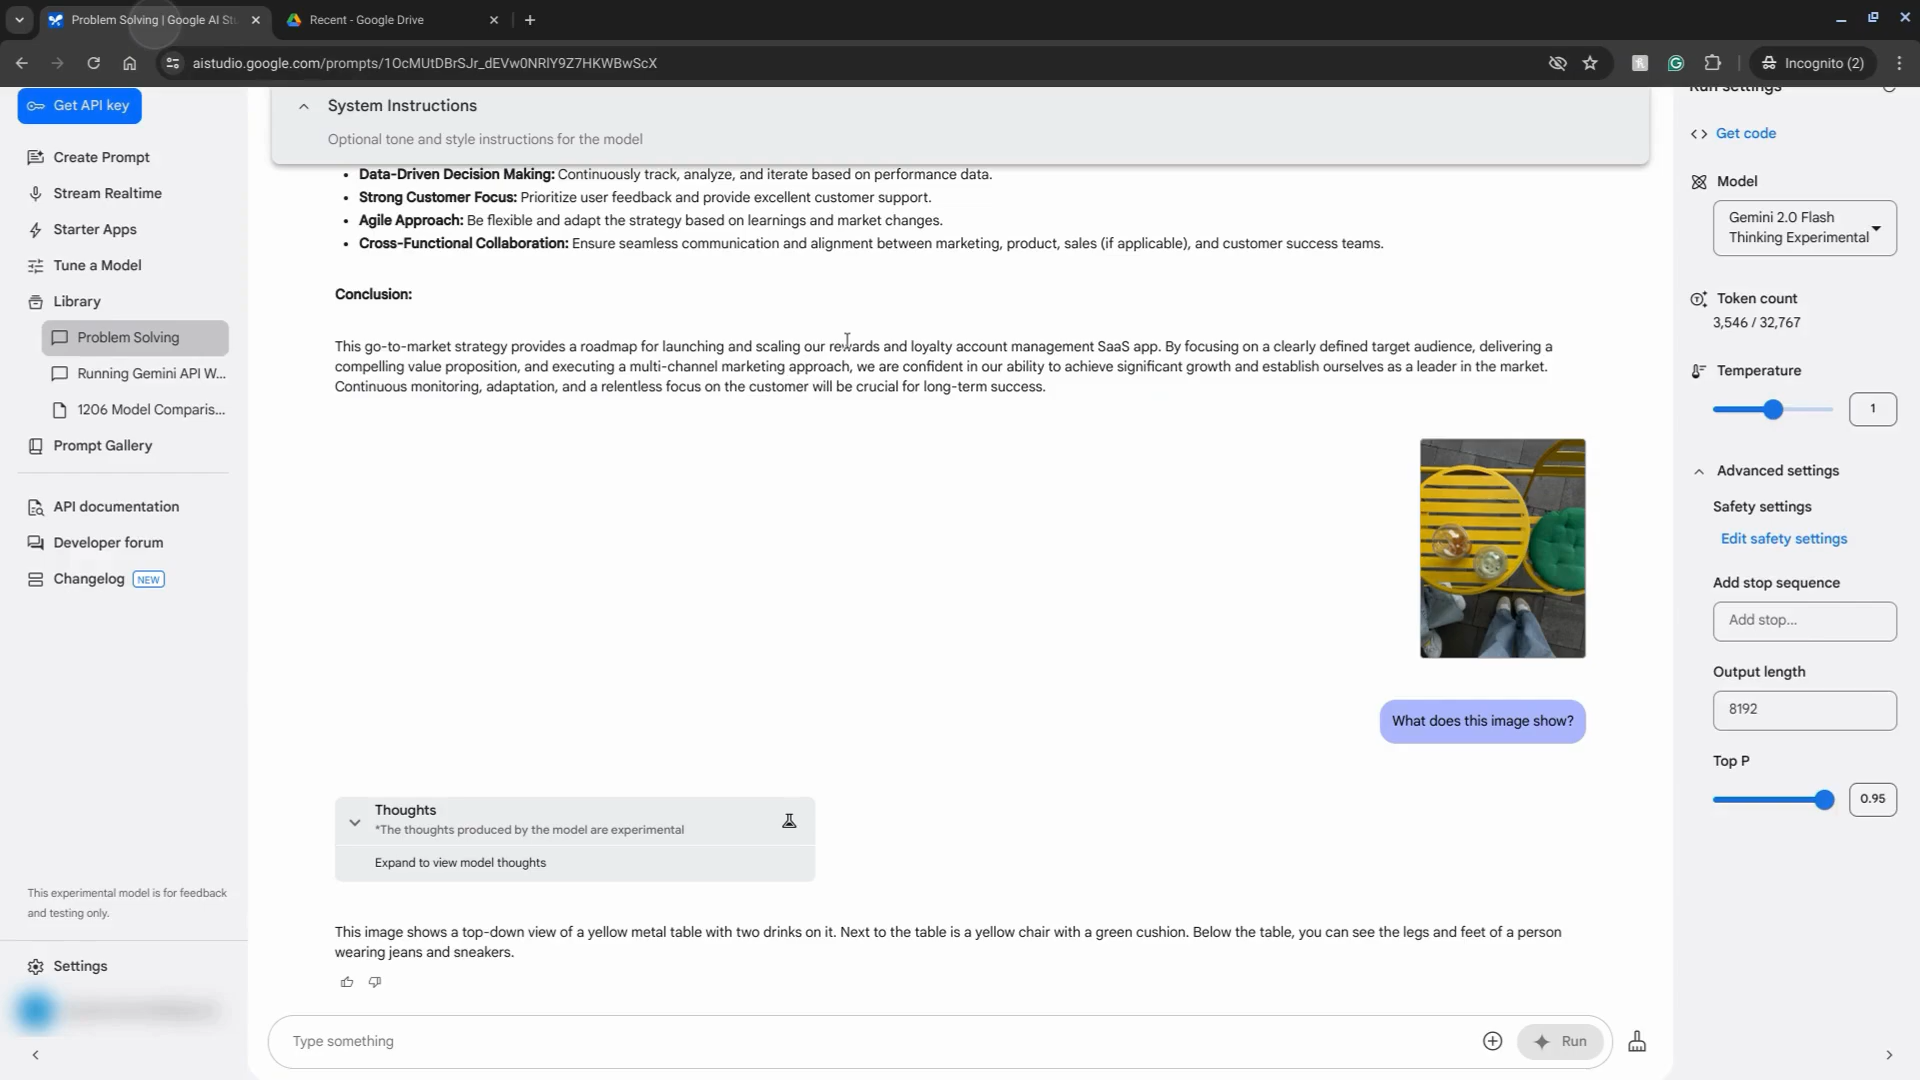 Problem Solving | Google AI Stu
Recent - Google Drive
aistudio.google.com/prompts/1OcMUtDBrSJr_dEVw0NRlY9Z7HKWBwScX
Incognito (2)
Get API key
Create Prompt
Stream Realtime
Starter Apps
Tune a Model
Library
Problem Solving
Running Gemini API W...
1206 Model Comparis...
Prompt Gallery
API documentation
Developer forum
Changelog NEW
This experimental model is for feedback
and testing only.
Settings
System Instructions
Optional tone and style instructions for the model
• Data-Driven Decision Making: Continuously track, analyze, and iterate based on performance data.
• Strong Customer Focus: Prioritize user feedback and provide excellent customer support.
• Agile Approach: Be flexible and adapt the strategy based on learnings and market changes.
• Cross-Functional Collaboration: Ensure seamless communication and alignment between marketing, product, sales (if applicable), and customer success teams.
Conclusion:
This go-to-market strategy provides a roadmap for launching and scaling our rewards and loyalty account management SaaS app. By focusing on a clearly defined target audience, delivering a
compelling value proposition, and executing a multi-channel marketing approach, we are confident in our ability to achieve significant growth and establish ourselves as a leader in the market.
Continuous monitoring, adaptation, and a relentless focus on the customer will be crucial for long-term success.
What does this image show?
Thoughts
*The thoughts produced by the model are experimental
Expand to view model thoughts
This image shows a top-down view of a yellow metal table with two drinks on it. Next to the table is a yellow chair with a green cushion. Below the table, you can see the legs and feet of a person
wearing jeans and sneakers.
Type something
Run
Run settings
Get code
Model
Gemini 2.0 Flash
Thinking Experimental
Token count
3,546 / 32,767
Temperature
1
Advanced settings
Safety settings
Edit safety settings
Add stop sequence
Add stop...
Output length
8192
Top P
0.95